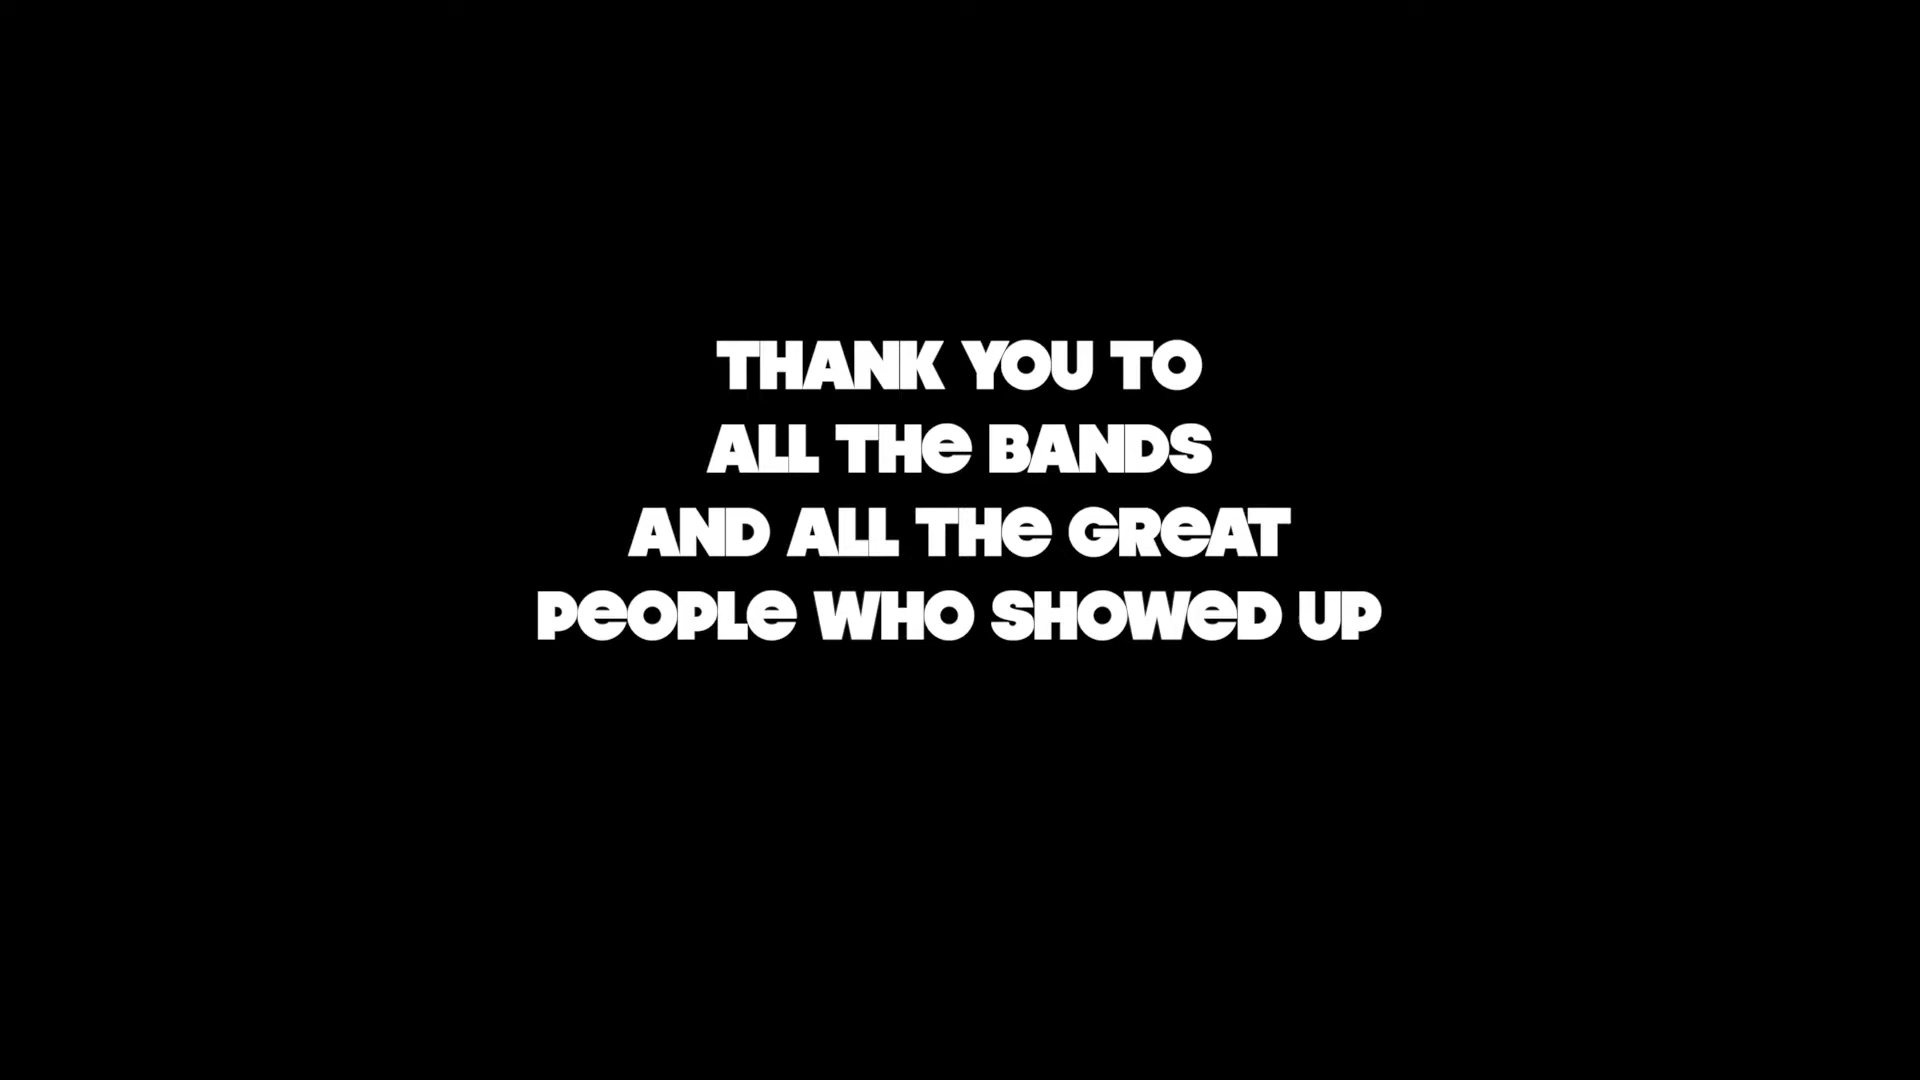 THANK YOU TO
ALL THe BANDS
AND ALL THe GReAT
PeOPLe WHO SHOWeD UP